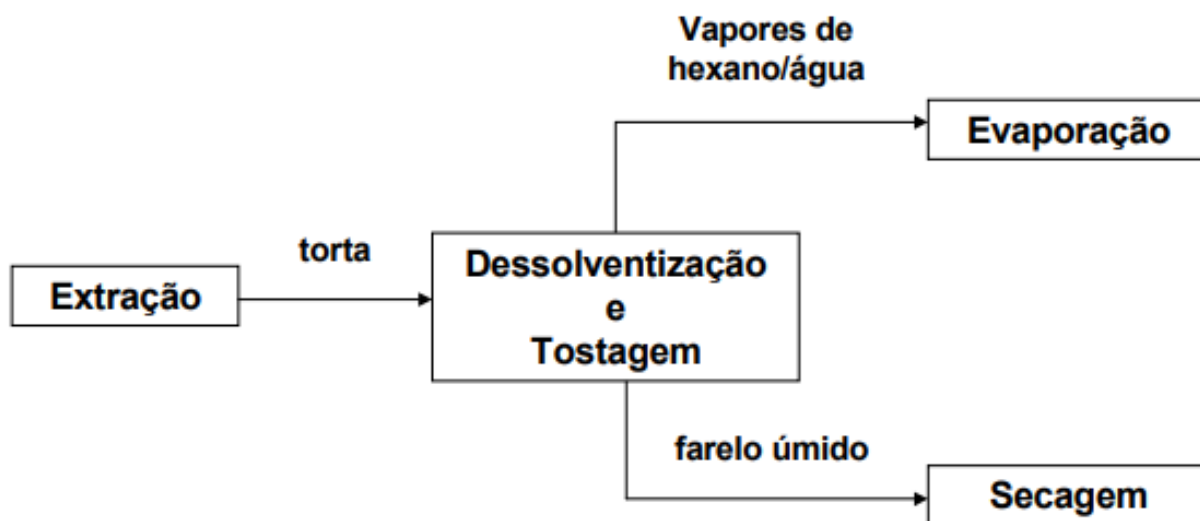 Vapores de
hexano/água
Evaporação
torta
Extração
Dessolventização
e
Tostagem
farelo úmido
Secagem